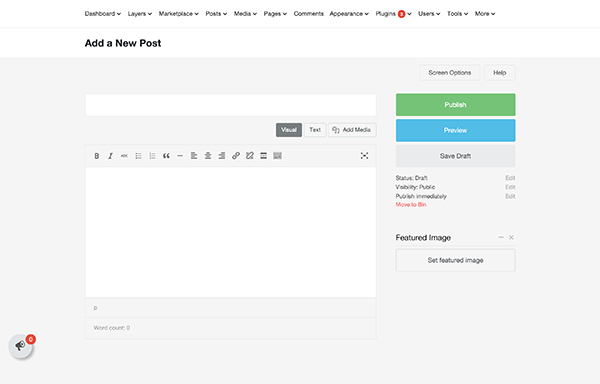 Dashboard Layers Marketplace Posts Media Pages Comments Appearance Plugins 3 Users Tools More
Add a New Post
Screen Options Help
Publish
Visual Text Add Media
Preview
B I ABC
Save Draft
Status: Draft Edit
Visibility: Public Edit
Publish immediately Edit
Move to Bin
Featured Image
Set featured image
p
Word count: 0
0